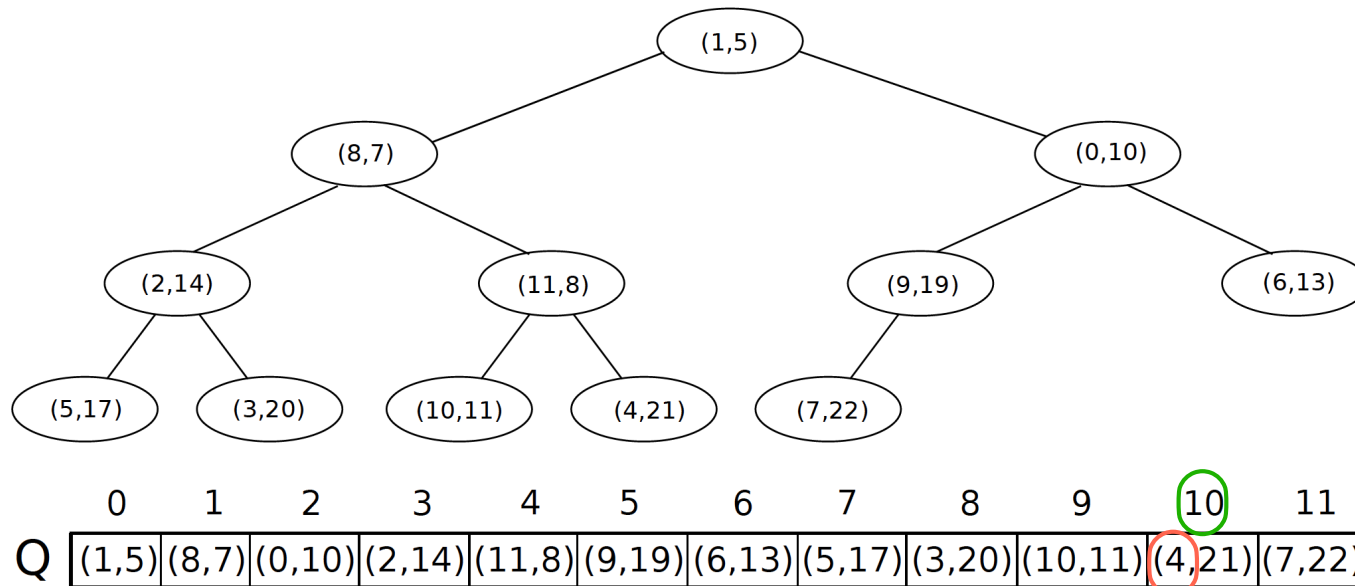 (1,5)
(8,7) (0,10)
(2,14) (11,8) (9,19) (6,13)
(5,17) (3,20) (10,11) (4,21) (7,22)
0 1 2 3 4 5 6 7 8 9 10 11
Q (1,5) (8,7) (0,10) (2,14) (11,8) (9,19) (6,13) (5,17) (3,20) (10,11) (4,21) (7,22)